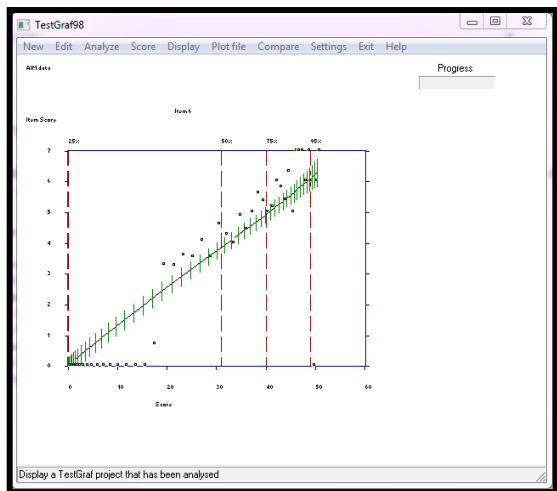 TestGraf98
New Edit Analyze Score Display Plot file Compare Settings Exit Help
AIM data
Progress
Item 6
Item Score
25% 50% 75% 95%
7
6
5
4
3
2
1
0
0 10 20 30 40 50 60
Score
Display a TestGraf project that has been analysed